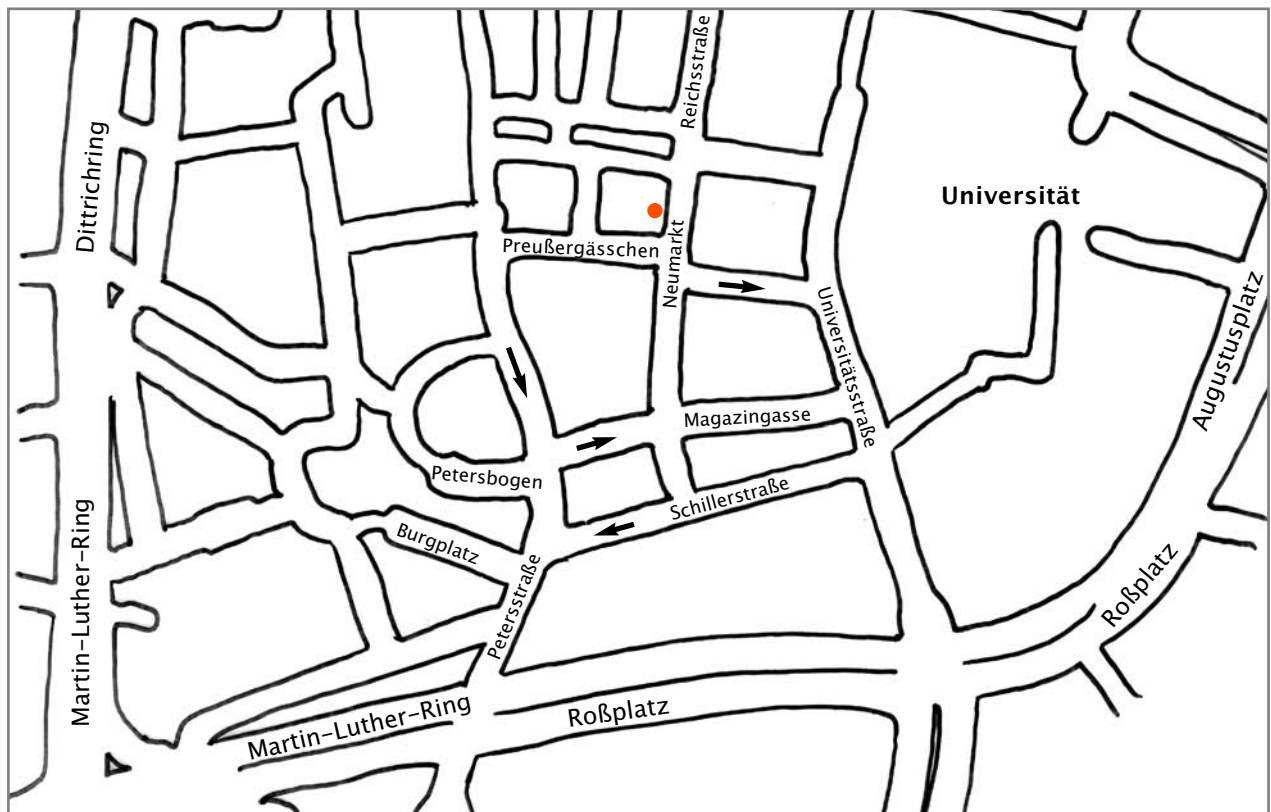 Reichsstraße
Dittrichring
Universität
Preußergässchen
Neumarkt
Universitätsstraße
Augustusplatz
Magazingasse
Petersbogen
Schillerstraße
Burgplatz
Martin-Luther-Ring
Petersstraße
Roßplatz
Martin-Luther-Ring
Roßplatz